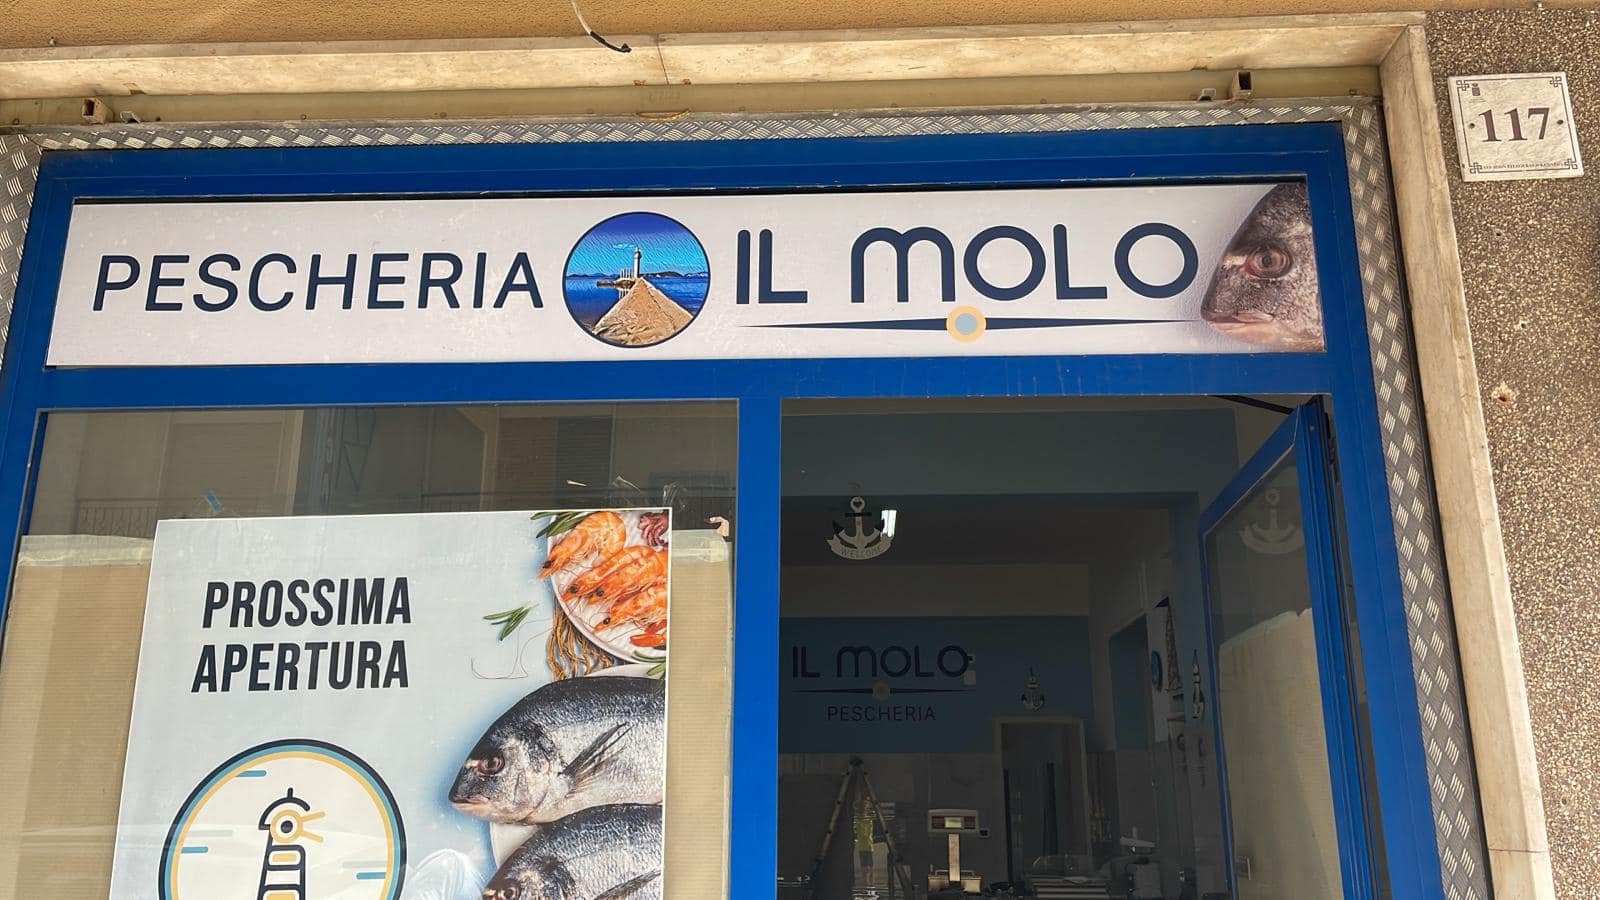 117
PESCHERIA IL MOLO
PROSSIMA
APERTURA
WELCOME
IL MOLO
PESCHERIA